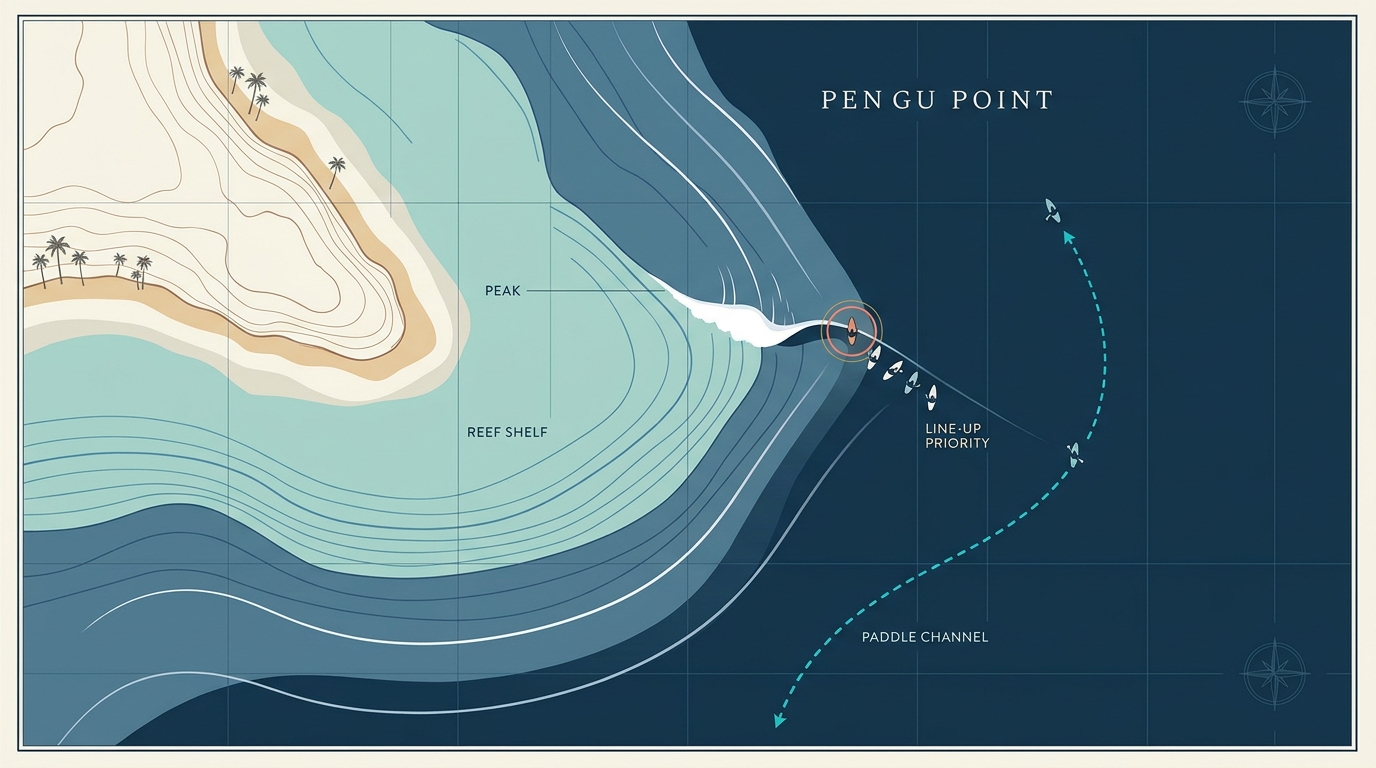 PENGU POINT
PEAK
LINE-UP
PRIORITY
REEF SHELF
PADDLE CHANNEL